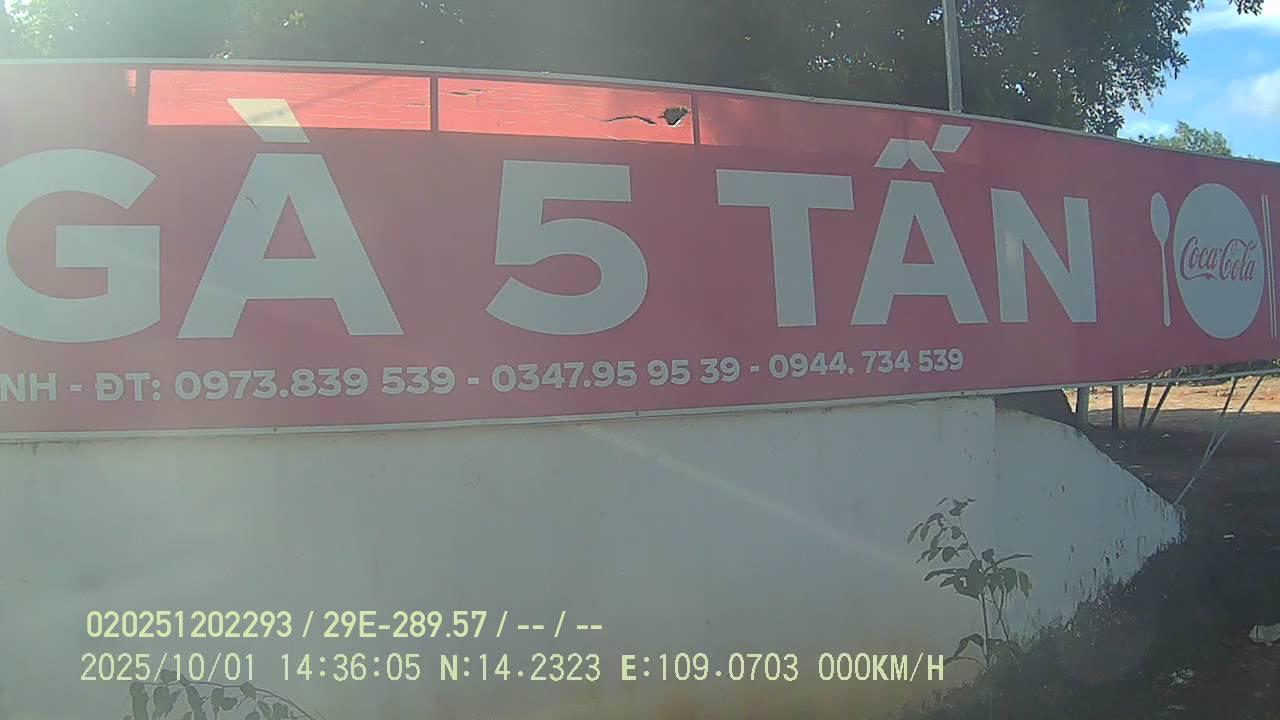 GÀ 5 TẤN
Coca-Cola
NH - ĐT: 0973.839 539 - 0347.95 95 39 - 0944. 734 539
020251202293 / 29E-289.57 / -- / --
2025/10/01 14:36:05 N:14.2323 E:109.0703 000KM/H